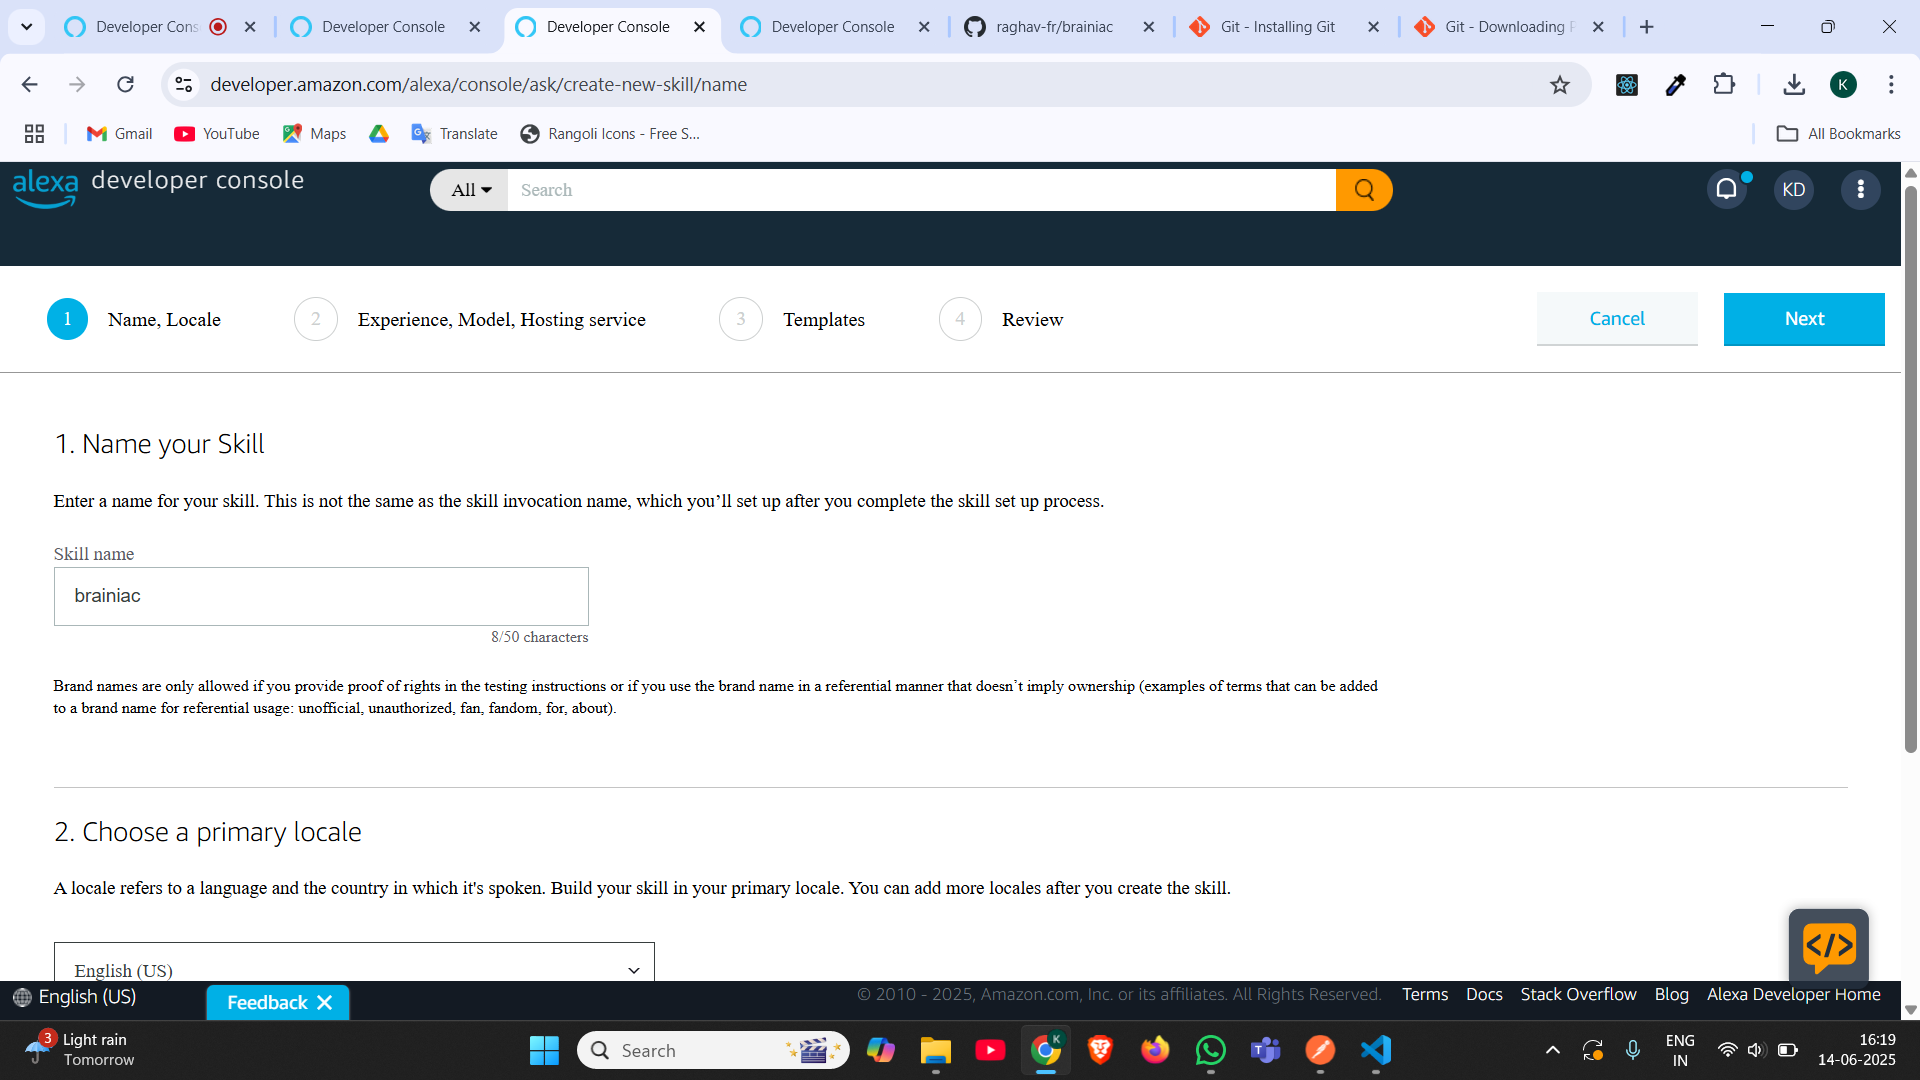 Developer Cons
Developer Console
Developer Console
Developer Console
raghav-fr/brainiac
Git - Installing Git
Git - Downloading P
developer.amazon.com/alexa/console/ask/create-new-skill/name
K
Gmail
YouTube
Maps
Translate
Rangoli Icons - Free S...
All Bookmarks
alexa developer console
All
Search
KD
1 Name, Locale
2 Experience, Model, Hosting service
3 Templates
4 Review
Cancel
Next
1. Name your Skill
Enter a name for your skill. This is not the same as the skill invocation name, which you’ll set up after you complete the skill set up process.
Skill name
brainiac
8/50 characters
Brand names are only allowed if you provide proof of rights in the testing instructions or if you use the brand name in a referential manner that doesn’t imply ownership (examples of terms that can be added
to a brand name for referential usage: unofficial, unauthorized, fan, fandom, for, about).
2. Choose a primary locale
A locale refers to a language and the country in which it's spoken. Build your skill in your primary locale. You can add more locales after you create the skill.
English (US)
</>
English (US)
Feedback
© 2010 - 2025, Amazon.com, Inc. or its affiliates. All Rights Reserved.
Terms
Docs
Stack Overflow
Blog
Alexa Developer Home
3
Light rain
Tomorrow
Search
K
ENG
IN
16:19
14-06-2025